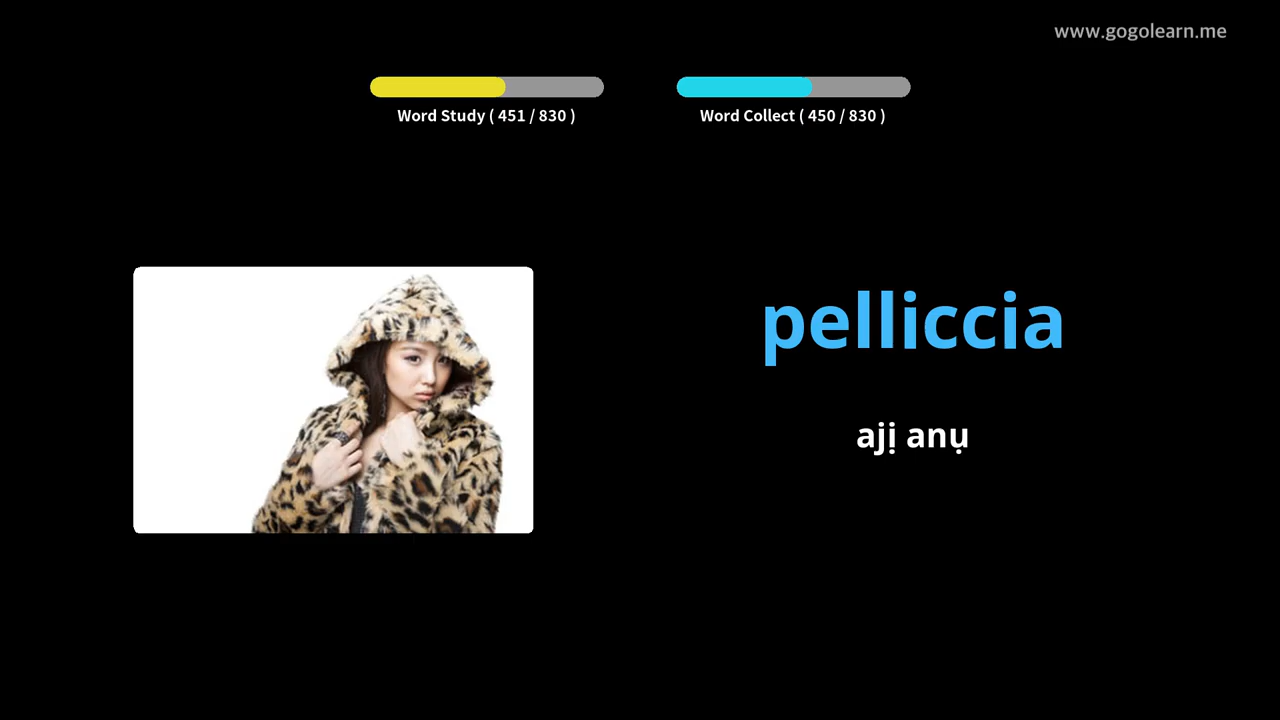 www.gogolearn.me
Word Study ( 451 / 830 )
Word Collect ( 450 / 830 )
pelliccia
ajị anụ